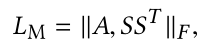 L_M = ∥A, SS^T∥_F,